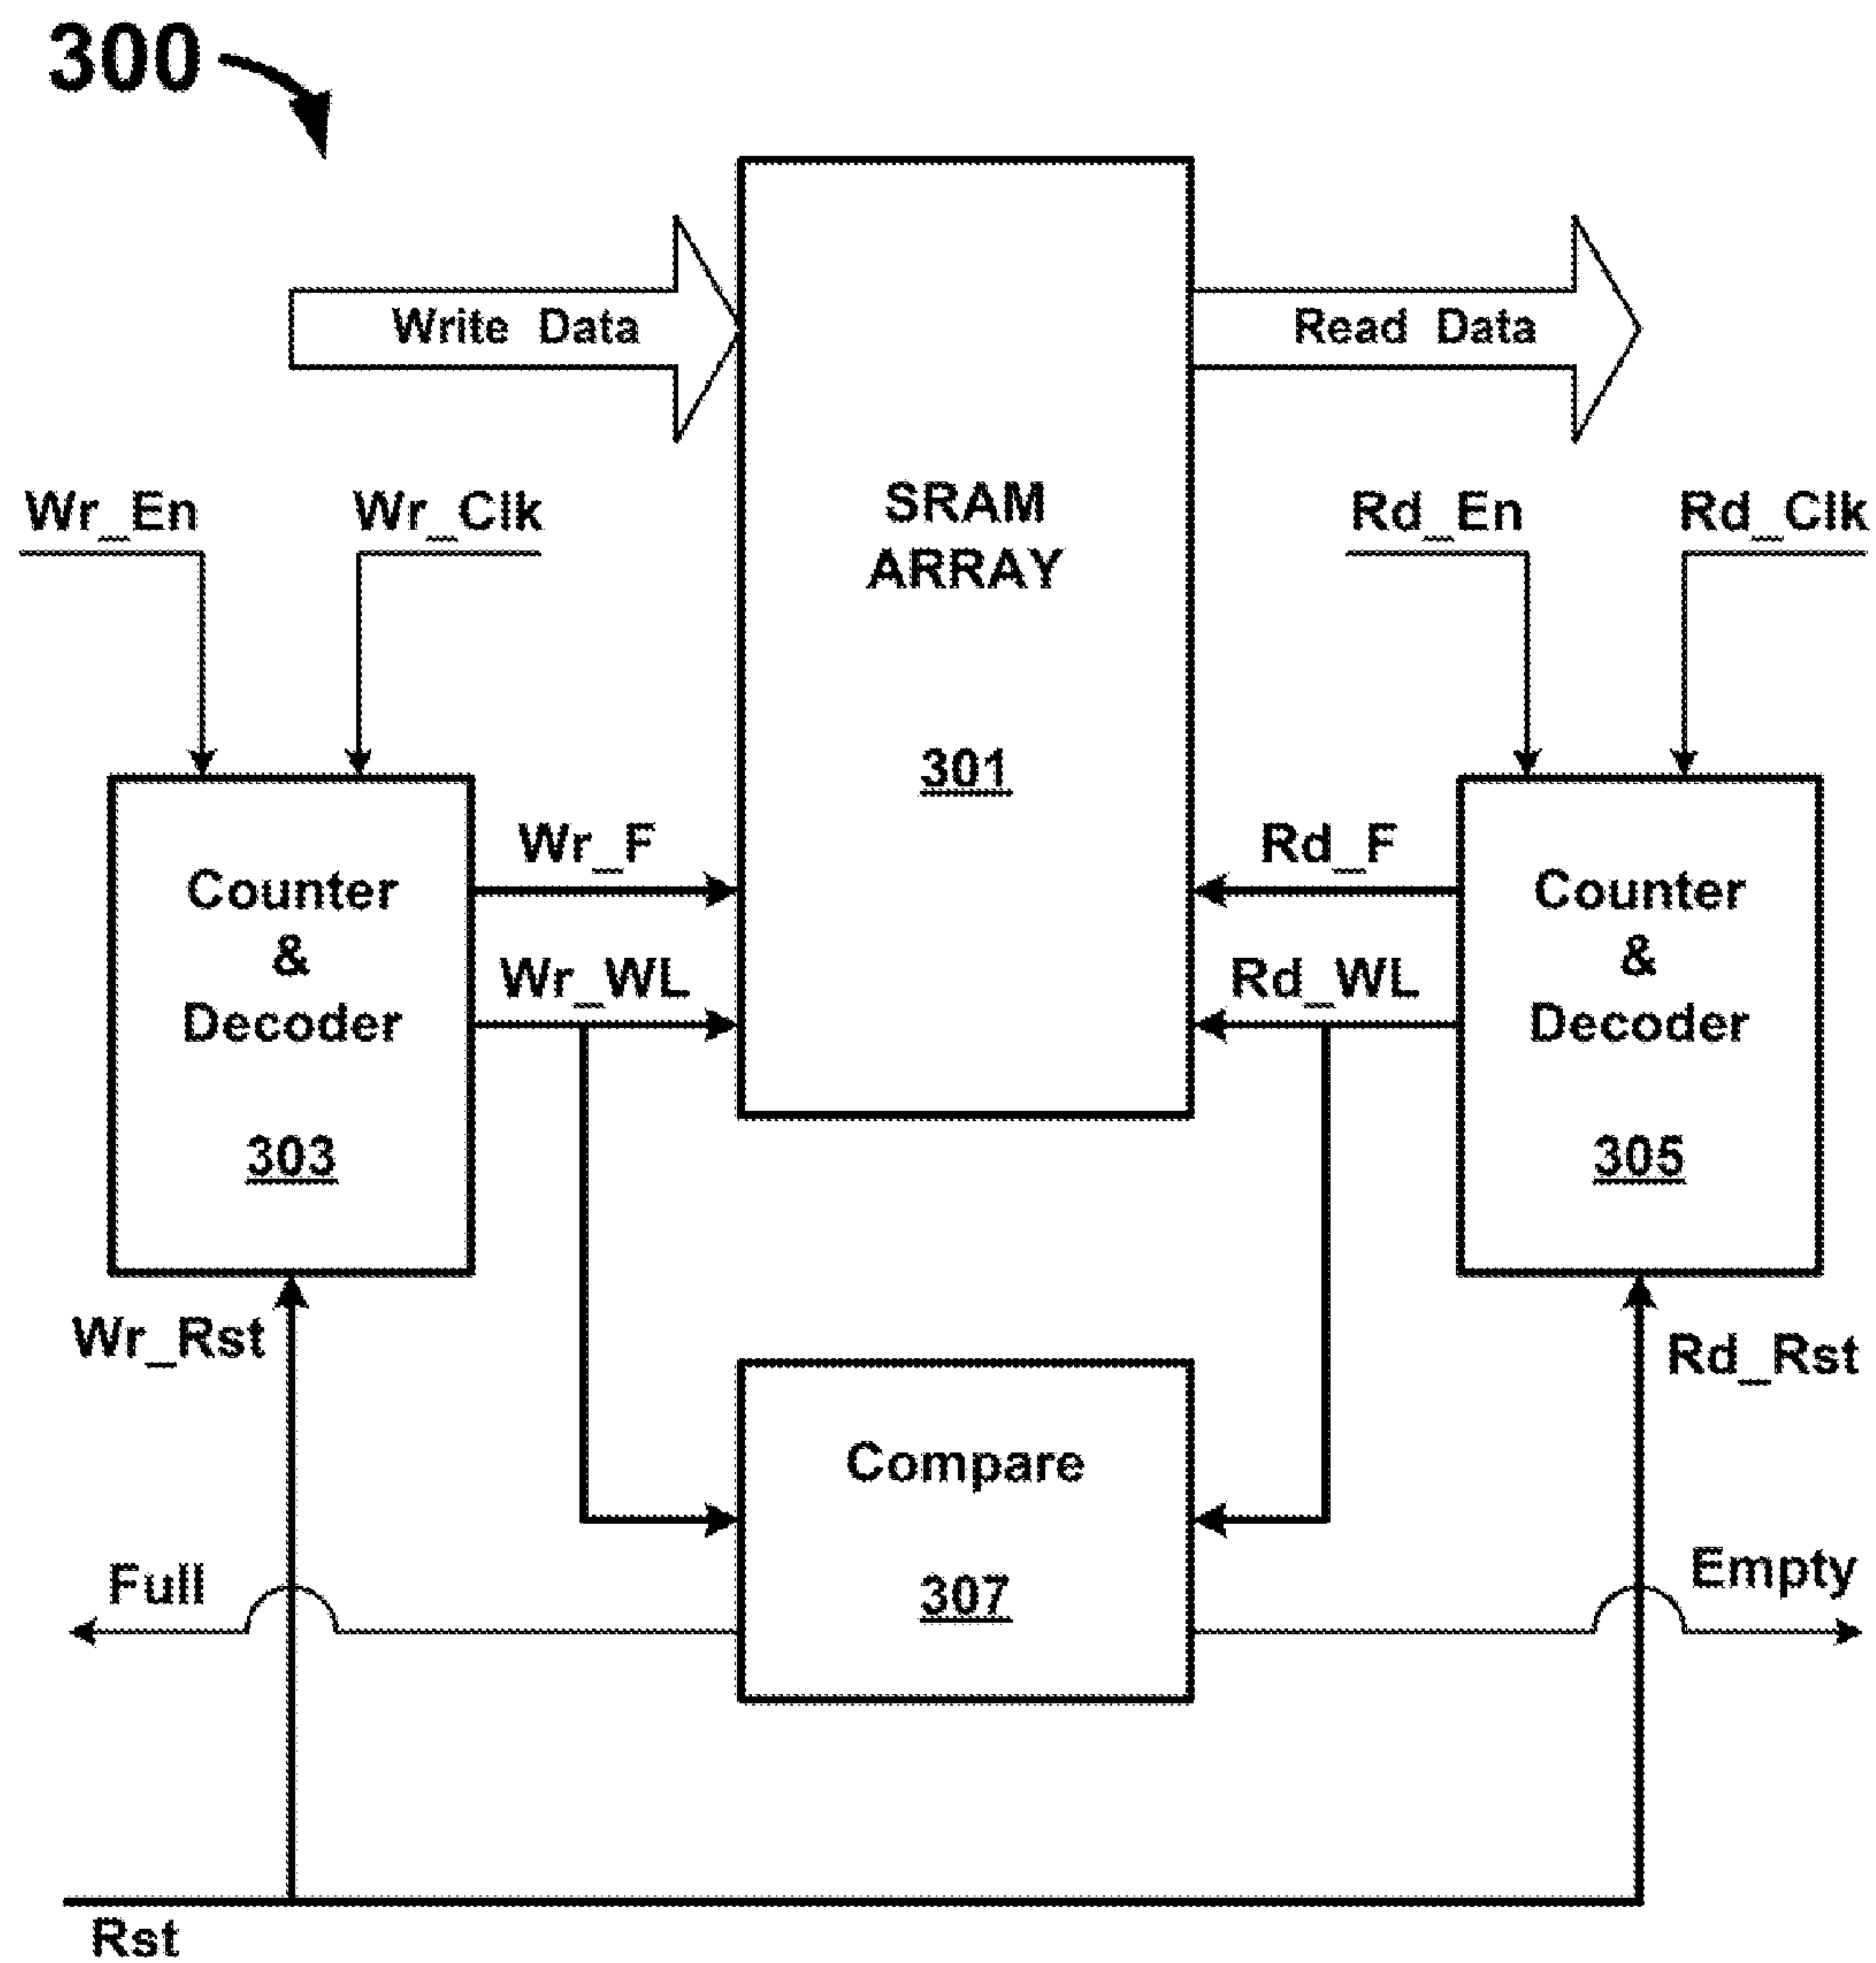 300
Write Data
Read Data
SRAM
ARRAY
301
Wr_En
Wr_Clk
Rd_En
Rd_Clk
Counter
&
Decoder
303
Wr_F
Wr_WL
Rd_F
Rd_WL
Counter
&
Decoder
305
Wr_Rst
Rd_Rst
Compare
307
Full
Empty
Rst